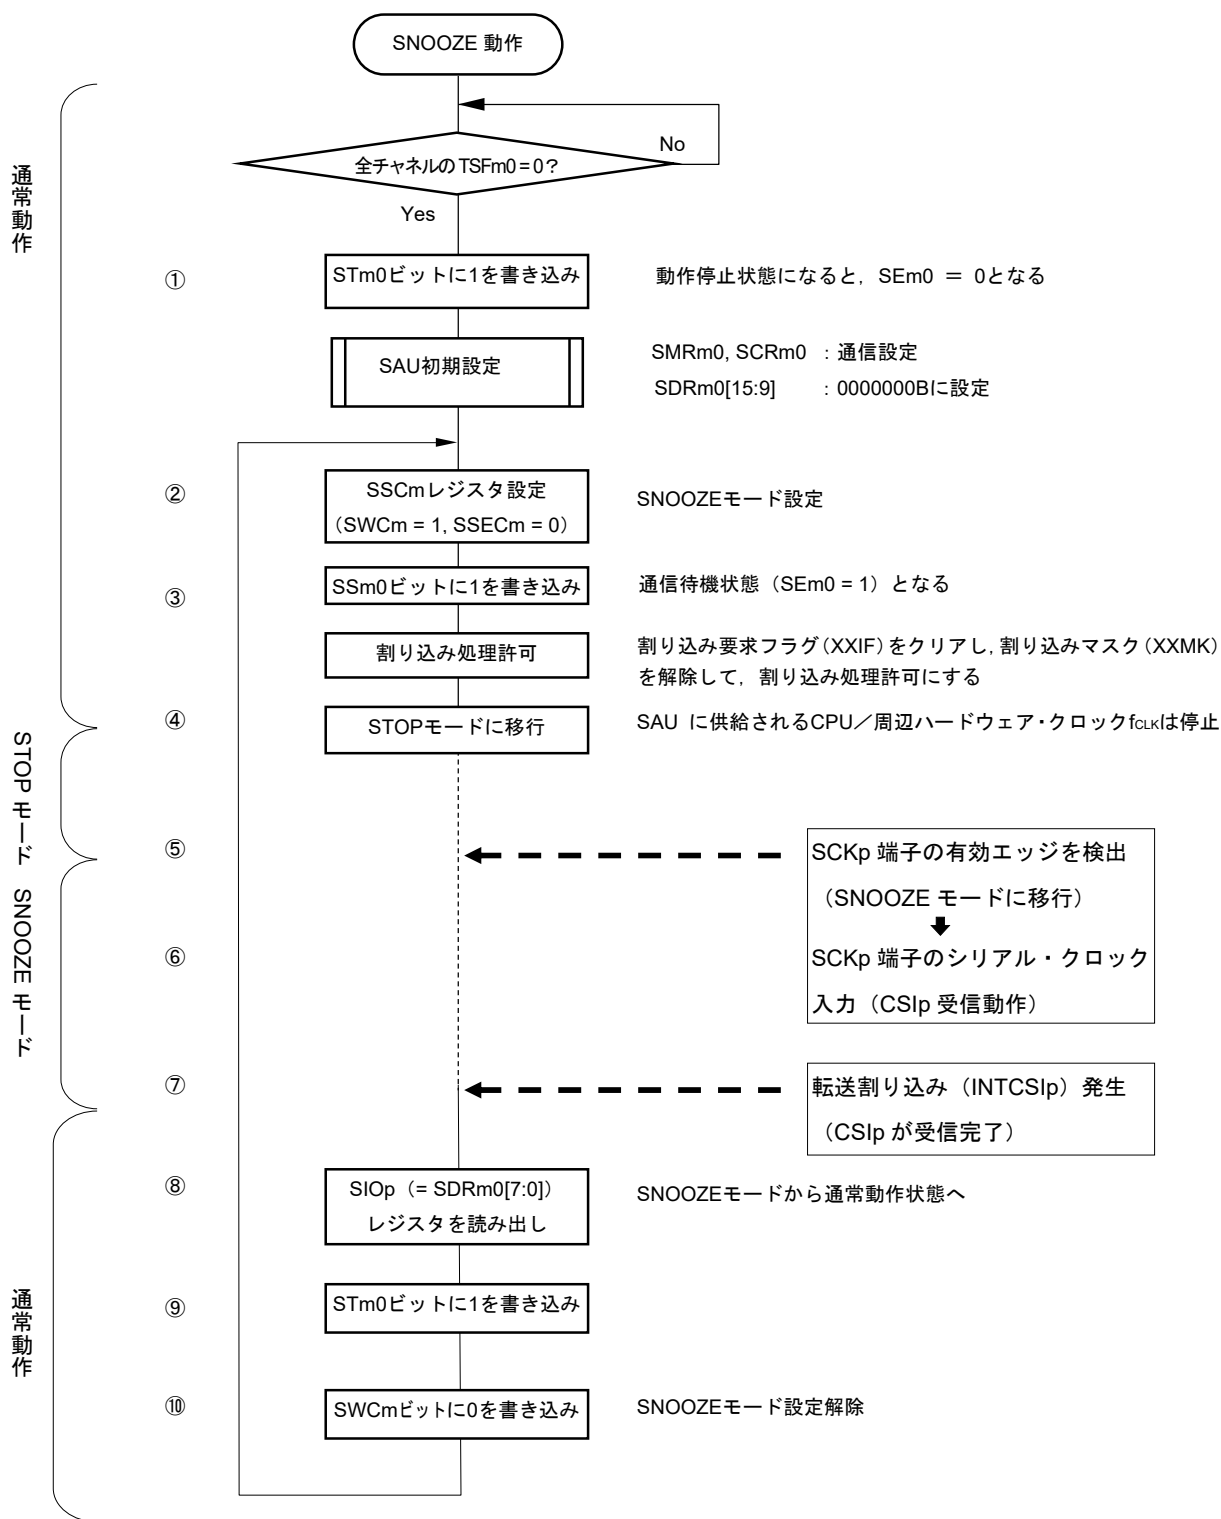 SNOOZE 動作
No
全チャネルの TSFm0 = 0?
Yes
通常動作
① STm0ビットに1を書き込み 動作停止状態になると, SEm0 = 0となる
SAU初期設定
SMRm0, SCRm0 : 通信設定
SDRm0[15:9] : 0000000Bに設定
② SSCmレジスタ設定
(SWCm = 1, SSECm = 0)
SNOOZEモード設定
③ SSm0ビットに1を書き込み 通信待機状態(SEm0 = 1)となる
割り込み処理許可
割り込み要求フラグ(XXIF)をクリアし, 割り込みマスク(XXMK)
を解除して, 割り込み処理許可にする
④ STOPモードに移行 SAU に供給されるCPU/周辺ハードウェア・クロックfCLKは停止
STOP モード
⑤ SCKp 端子の有効エッジを検出
(SNOOZE モードに移行)
SNOOZE モード
⑥ SCKp 端子のシリアル・クロック
入力(CSIp 受信動作)
⑦ 転送割り込み(INTCSIp)発生
(CSIp が受信完了)
⑧ SIOp(= SDRm0[7:0])
レジスタを読み出し
SNOOZEモードから通常動作状態へ
通常動作
⑨ STm0ビットに1を書き込み
⑩ SWCmビットに0を書き込み SNOOZEモード設定解除